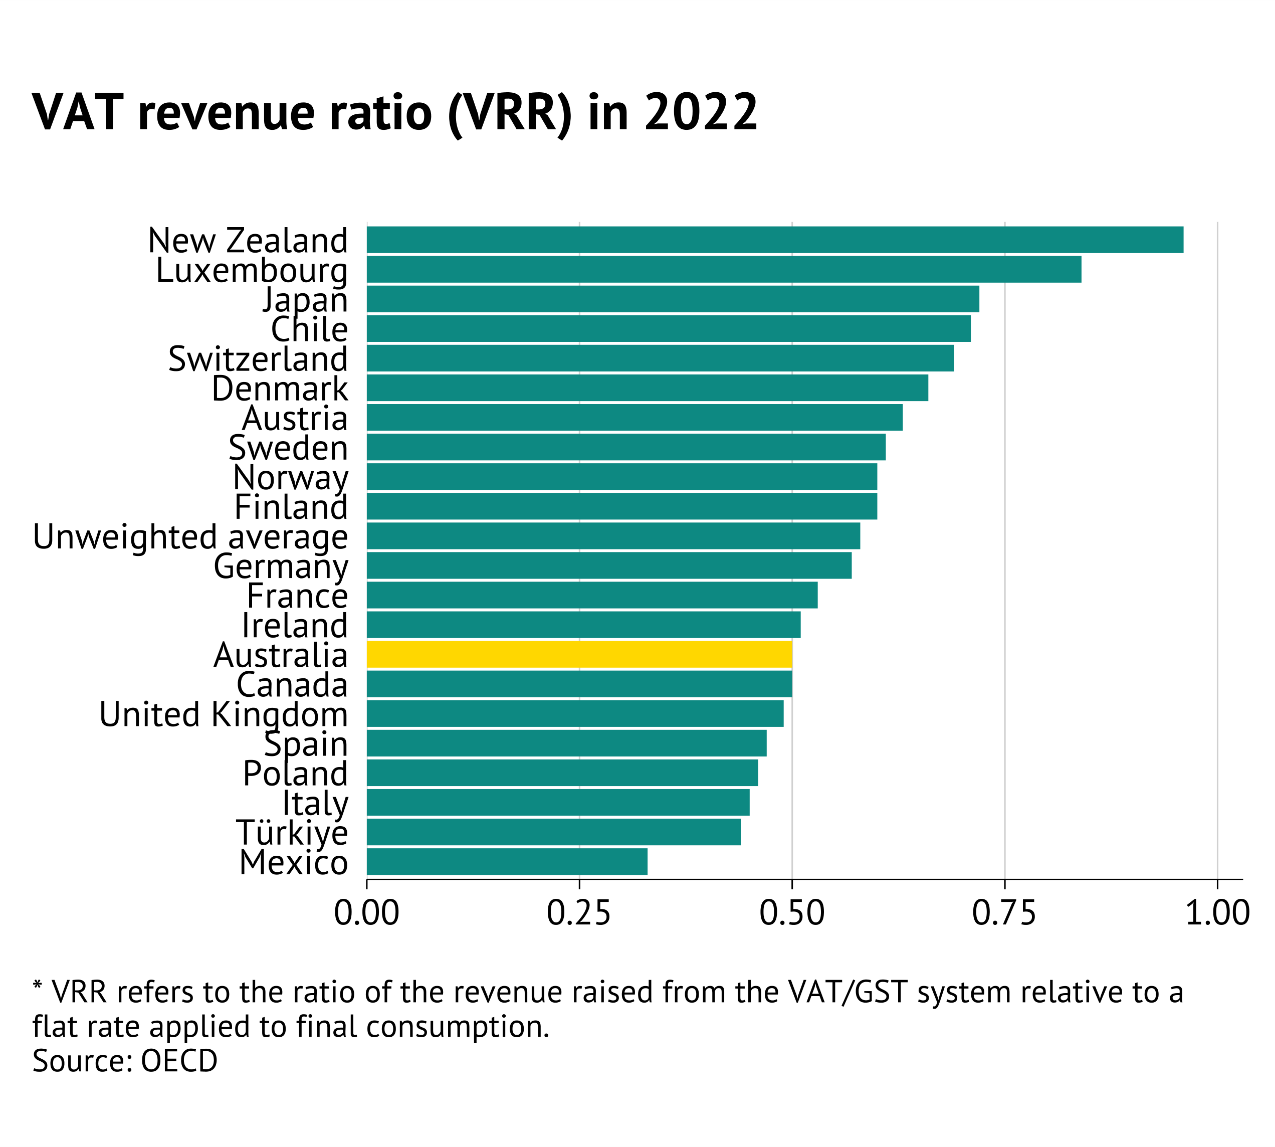 VAT revenue ratio (VRR) in 2022
New Zealand
Luxembourg
Japan
Chile
Switzerland
Denmark
Austria
Sweden
Norway
Finland
Unweighted average
Germany
France
Ireland
Australia
Canada
United Kingdom
Spain
Poland
Italy
Türkiye
Mexico
0.00 0.25 0.50 0.75 1.00
* VRR refers to the ratio of the revenue raised from the VAT/GST system relative to a
flat rate applied to final consumption.
Source: OECD